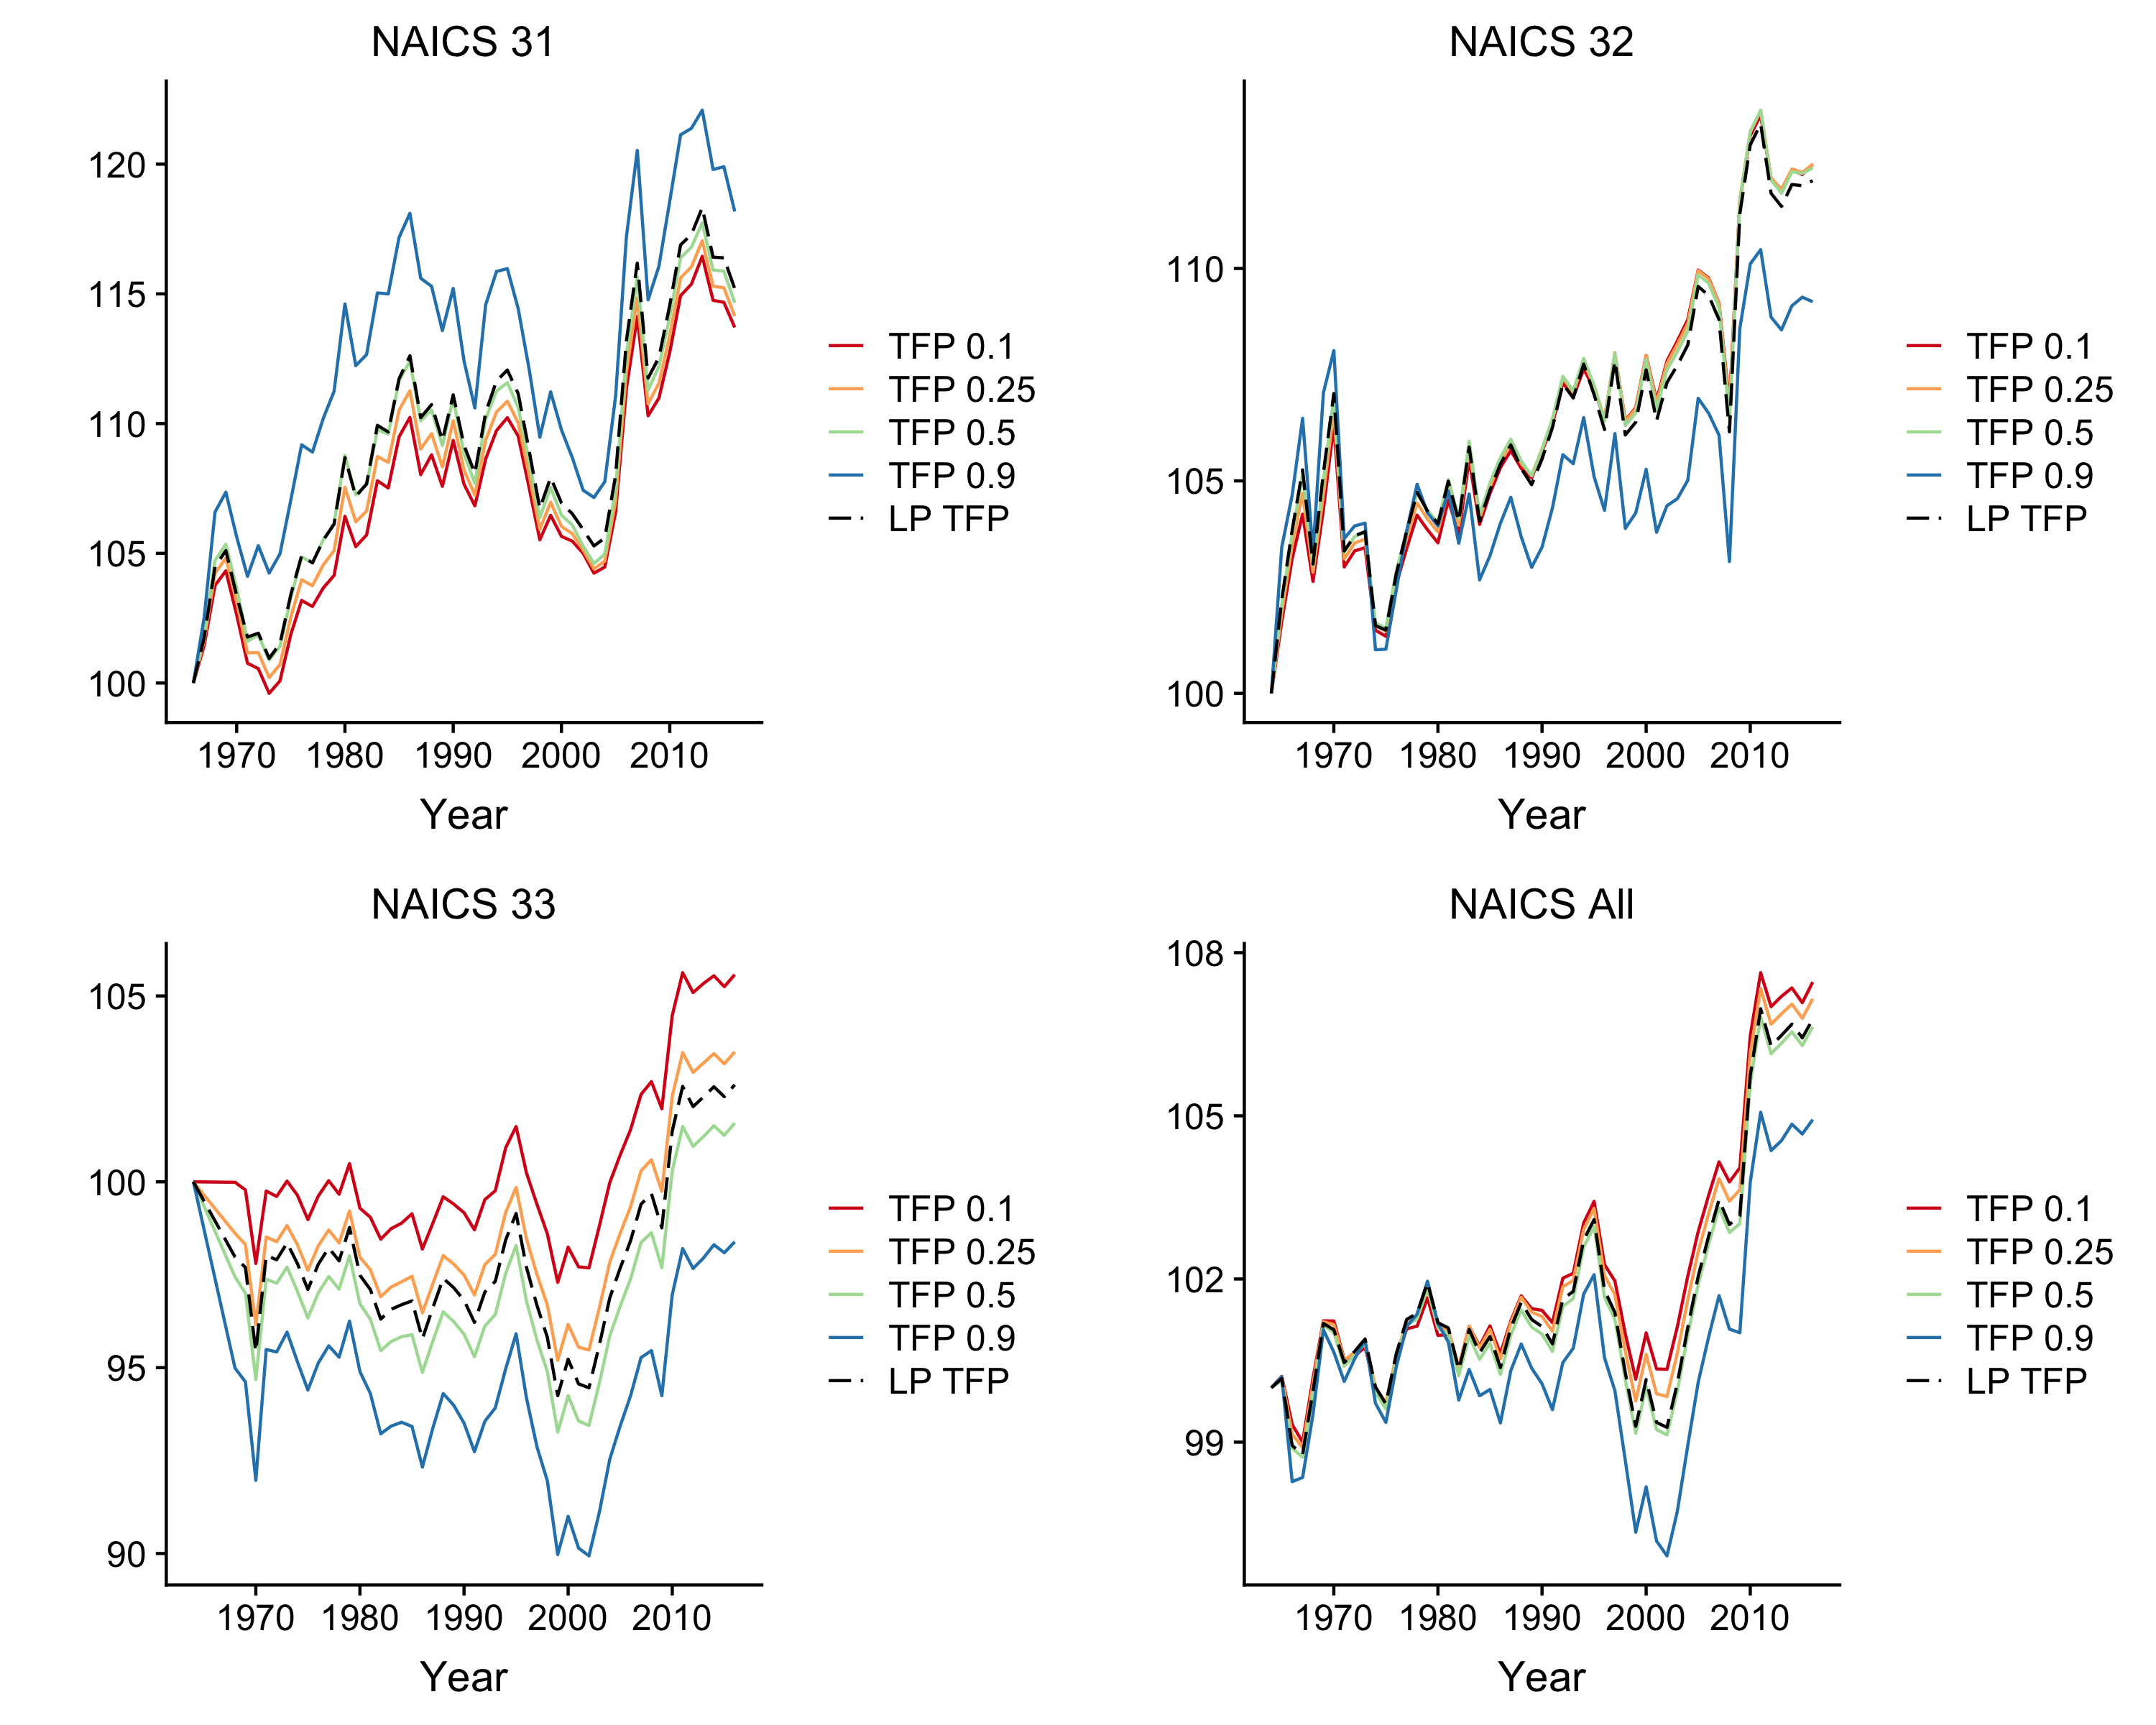 NAICS 31
120
115
110
105
100
1970 1980 1990 2000 2010
Year
TFP 0.1
TFP 0.25
TFP 0.5
TFP 0.9
LP TFP
NAICS 32
110
105
100
1970 1980 1990 2000 2010
Year
TFP 0.1
TFP 0.25
TFP 0.5
TFP 0.9
LP TFP
NAICS 33
105
100
95
90
1970 1980 1990 2000 2010
Year
TFP 0.1
TFP 0.25
TFP 0.5
TFP 0.9
LP TFP
NAICS All
108
105
102
99
1970 1980 1990 2000 2010
Year
TFP 0.1
TFP 0.25
TFP 0.5
TFP 0.9
LP TFP